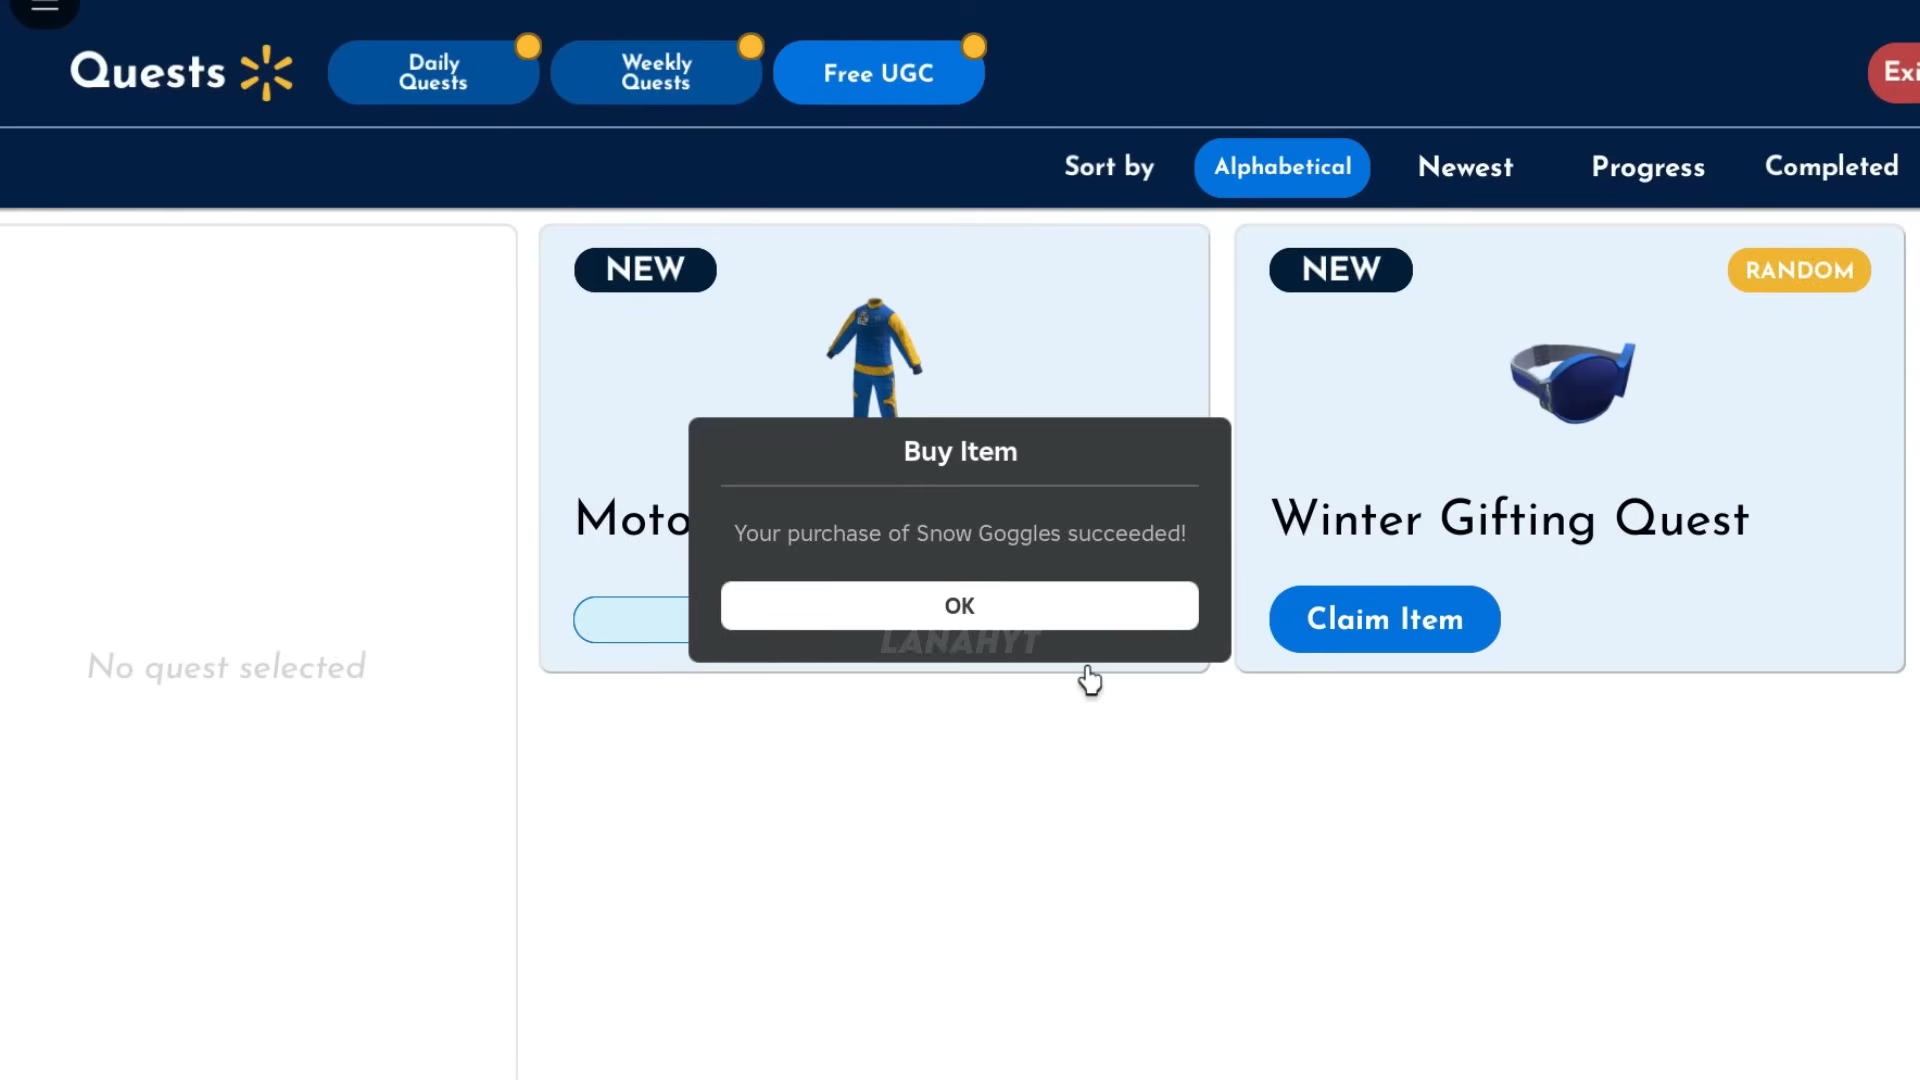 Quests
Daily
Quests
Weekly
Quests
Free UGC
Exi
Sort by
Alphabetical
Newest
Progress
Completed
NEW
NEW
RANDOM
Buy Item
Moto
Your purchase of Snow Goggles succeeded!
Winter Gifting Quest
OK
Claim Item
LANAHYT
No quest selected